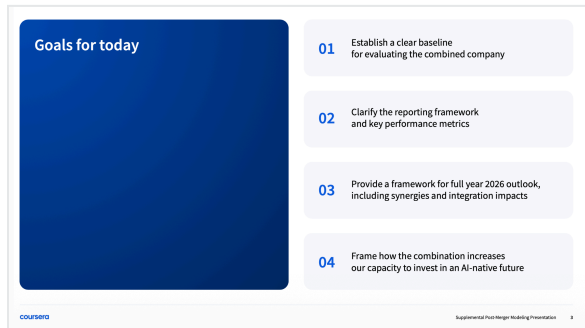 Goals for today
01
Establish a clear baseline
for evaluating the combined company
02
Clarify the reporting framework
and key performance metrics
03
Provide a framework for full year 2026 outlook,
including synergies and integration impacts
04
Frame how the combination increases
our capacity to invest in an AI-native future
coursera
Supplemental Post-Merger Modeling Presentation